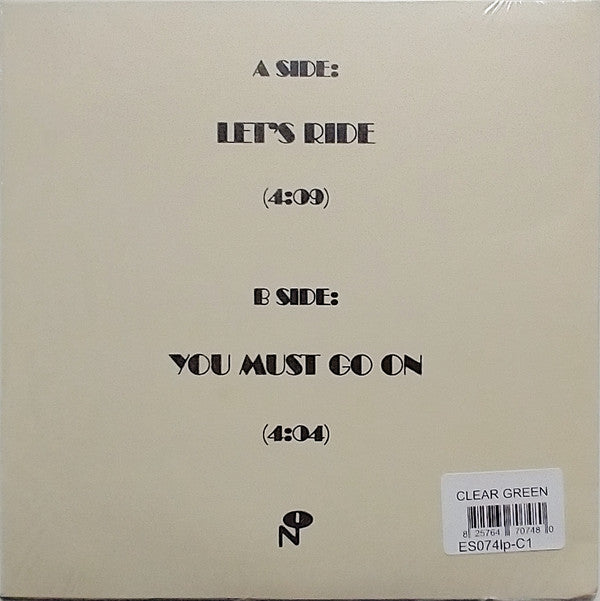 A SIDE:
LET'S RIDE
(4:09)
B SIDE:
YOU MUST GO ON
(4:04)
NO
CLEAR GREEN
8 25764 70748 0
ES074lp-C1